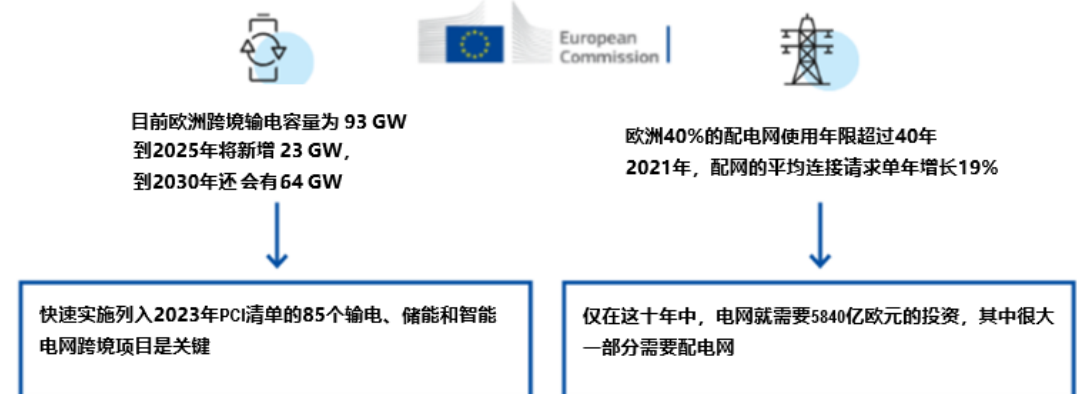 European
Commission
目前欧洲跨境输电容量为 93 GW
到2025年将新增 23 GW,
到2030年还会有64 GW
欧洲40%的配电网使用年限超过40年
2021年，配网的平均连接请求单年增长19%
快速实施列入2023年PCI清单的85个输电、储能和智能
电网跨境项目是关键
仅在这十年中，电网就需要5840亿欧元的投资，其中很大
一部分需要配电网